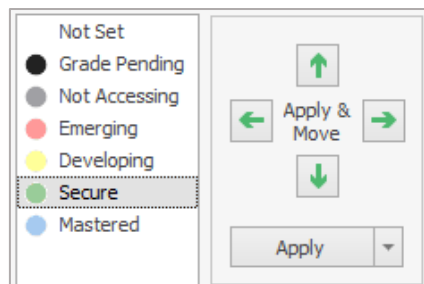 Not Set
Grade Pending
Not Accessing
Emerging
Developing
Secure
Mastered
Apply &
Move
Apply